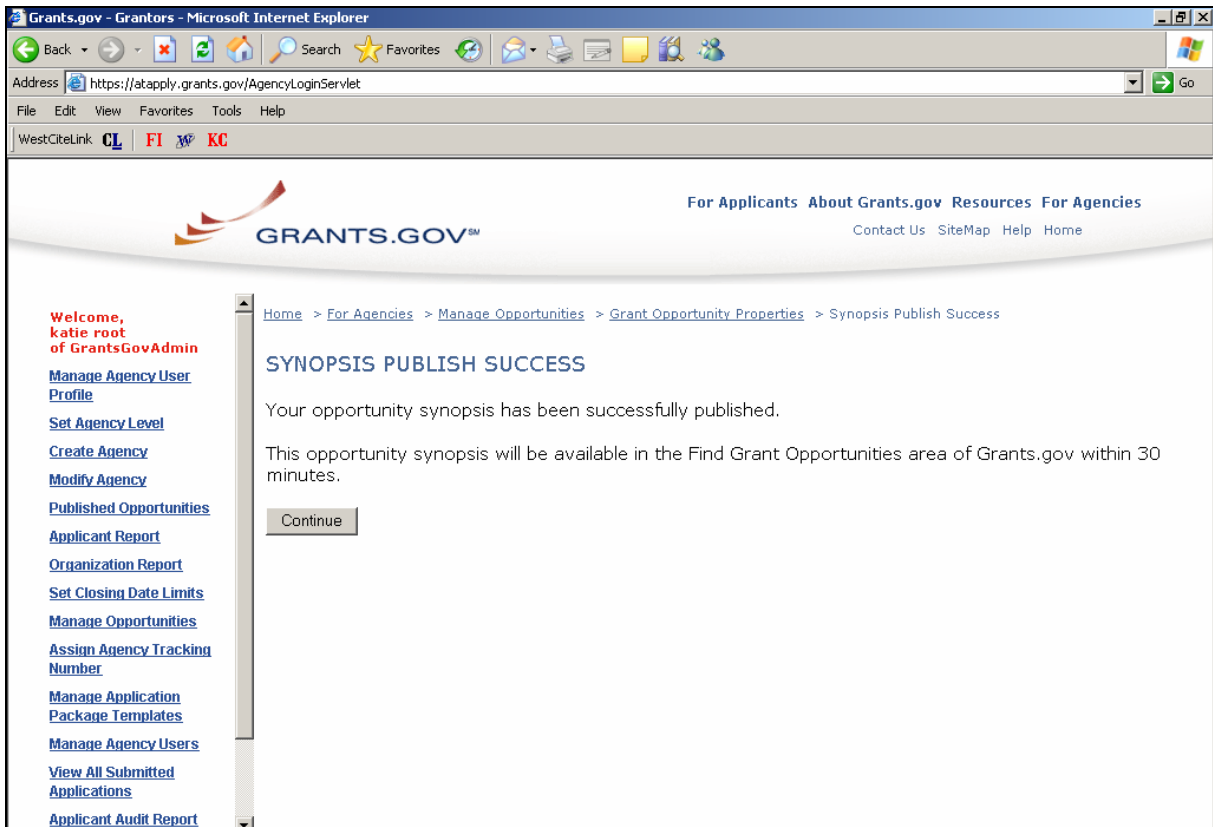 Grants.gov - Grantors - Microsoft Internet Explorer
Back Search Favorites
Address https://atapply.grants.gov/AgencyLoginServlet Go
File Edit View Favorites Tools Help
WestCiteLink CL FI KC
GRANTS.GOV℠
For Applicants About Grants.gov Resources For Agencies
Contact Us SiteMap Help Home
Welcome,
katie root
of GrantsGovAdmin
Manage Agency User
Profile
Set Agency Level
Create Agency
Modify Agency
Published Opportunities
Applicant Report
Organization Report
Set Closing Date Limits
Manage Opportunities
Assign Agency Tracking
Number
Manage Application
Package Templates
Manage Agency Users
View All Submitted
Applications
Applicant Audit Report
Home > For Agencies > Manage Opportunities > Grant Opportunity Properties > Synopsis Publish Success
SYNOPSIS PUBLISH SUCCESS
Your opportunity synopsis has been successfully published.
This opportunity synopsis will be available in the Find Grant Opportunities area of Grants.gov within 30
minutes.
Continue